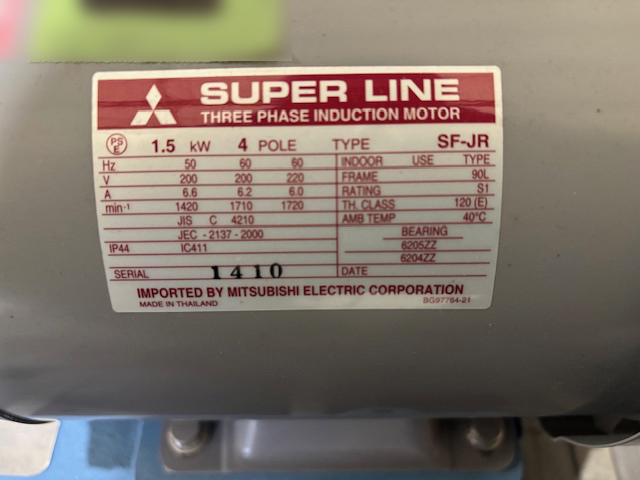 SUPER LINE
THREE PHASE INDUCTION MOTOR
PS E 1.5 kW 4 POLE TYPE SF-JR
Hz 50 60 60 INDOOR USE TYPE
V 200 200 220 FRAME 90L
A 6.6 6.2 6.0 RATING S1
min-1 1420 1710 1720 TH. CLASS 120 (E)
JIS C 4210 AMB TEMP 40°C
JEC - 2137 - 2000 BEARING
IP44 IC411 6205ZZ
6204ZZ
SERIAL 1410 DATE
IMPORTED BY MITSUBISHI ELECTRIC CORPORATION
MADE IN THAILAND BG97764-21